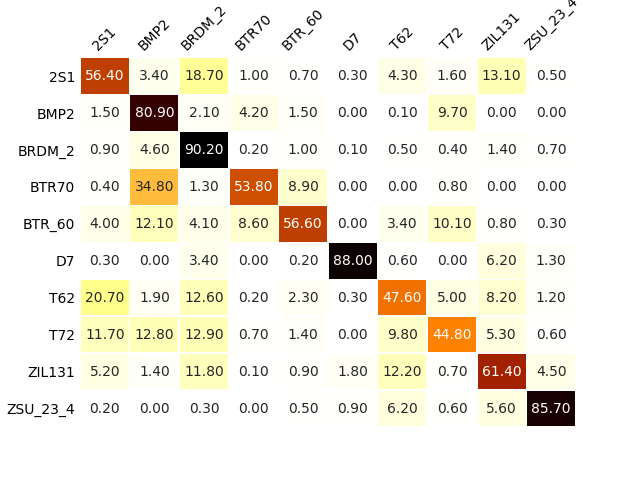 2S1 BMP2 BRDM_2 BTR70 BTR_60 D7 T62 T72 ZIL131 ZSU_23_4
2S1 56.40 3.40 18.70 1.00 0.70 0.30 4.30 1.60 13.10 0.50
BMP2 1.50 80.90 2.10 4.20 1.50 0.00 0.10 9.70 0.00 0.00
BRDM_2 0.90 4.60 90.20 0.20 1.00 0.10 0.50 0.40 1.40 0.70
BTR70 0.40 34.80 1.30 53.80 8.90 0.00 0.00 0.80 0.00 0.00
BTR_60 4.00 12.10 4.10 8.60 56.60 0.00 3.40 10.10 0.80 0.30
D7 0.30 0.00 3.40 0.00 0.20 88.00 0.60 0.00 6.20 1.30
T62 20.70 1.90 12.60 0.20 2.30 0.30 47.60 5.00 8.20 1.20
T72 11.70 12.80 12.90 0.70 1.40 0.00 9.80 44.80 5.30 0.60
ZIL131 5.20 1.40 11.80 0.10 0.90 1.80 12.20 0.70 61.40 4.50
ZSU_23_4 0.20 0.00 0.30 0.00 0.50 0.90 6.20 0.60 5.60 85.70